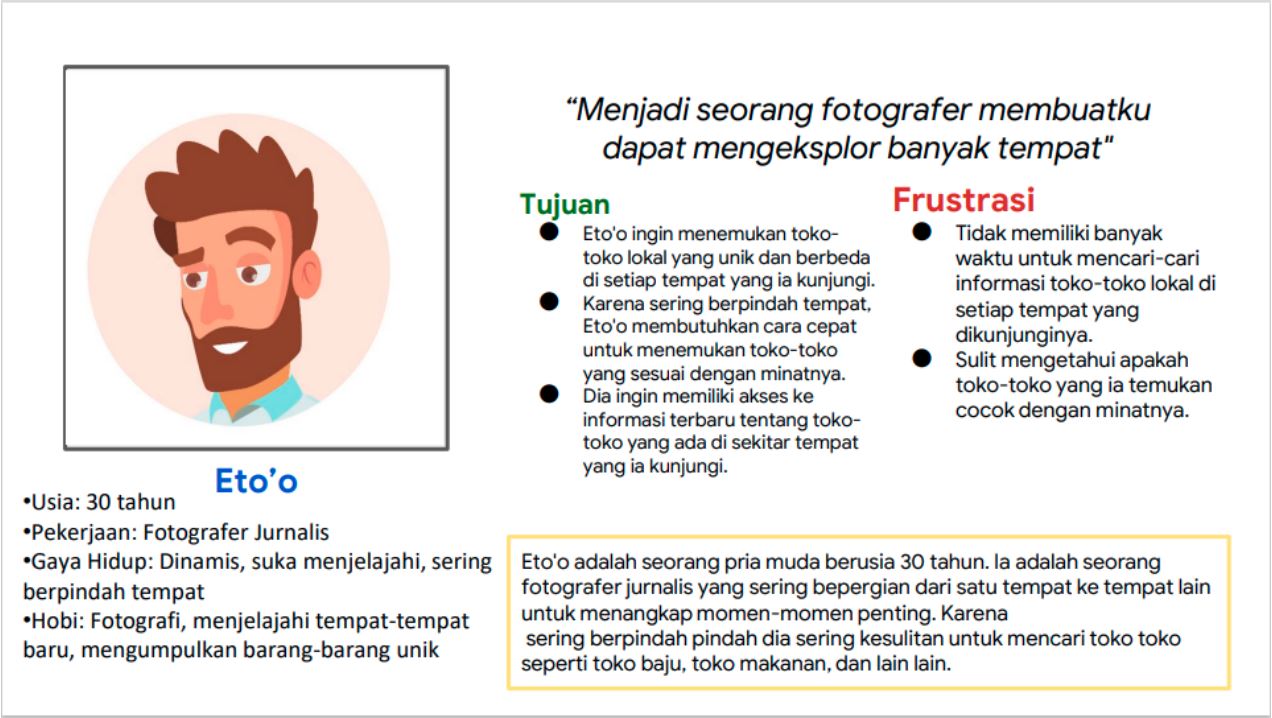 “Menjadi seorang fotografer membuatku
dapat mengeksplor banyak tempat"
Tujuan
● Eto'o ingin menemukan toko-
toko lokal yang unik dan berbeda
di setiap tempat yang ia kunjungi.
● Karena sering berpindah tempat,
Eto'o membutuhkan cara cepat
untuk menemukan toko-toko
yang sesuai dengan minatnya.
● Dia ingin memiliki akses ke
informasi terbaru tentang toko-
toko yang ada di sekitar tempat
yang ia kunjungi.
Frustrasi
● Tidak memiliki banyak
waktu untuk mencari-cari
informasi toko-toko lokal di
setiap tempat yang
dikunjunginya.
● Sulit mengetahui apakah
toko-toko yang ia temukan
cocok dengan minatnya.
Eto’o
•Usia: 30 tahun
•Pekerjaan: Fotografer Jurnalis
•Gaya Hidup: Dinamis, suka menjelajahi, sering
berpindah tempat
•Hobi: Fotografi, menjelajahi tempat-tempat
baru, mengumpulkan barang-barang unik
Eto'o adalah seorang pria muda berusia 30 tahun. Ia adalah seorang
fotografer jurnalis yang sering bepergian dari satu tempat ke tempat lain
untuk menangkap momen-momen penting. Karena
sering berpindah pindah dia sering kesulitan untuk mencari toko toko
seperti toko baju, toko makanan, dan lain lain.